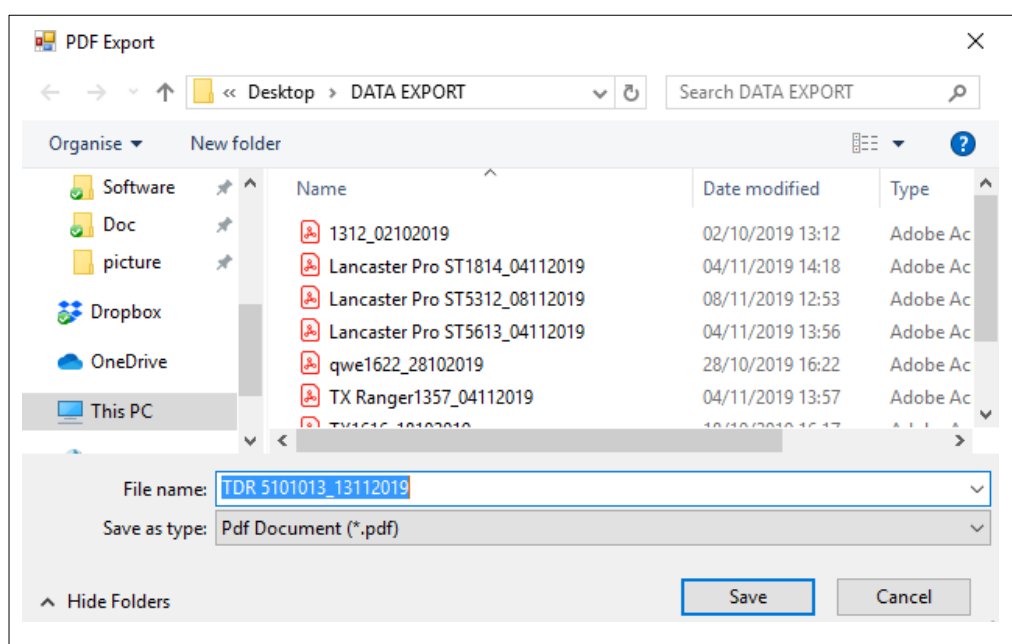 PDF Export
« Desktop > DATA EXPORT
Search DATA EXPORT
Organise
New folder
Software
Doc
picture
Dropbox
OneDrive
This PC
Name Date modified Type
1312_02102019 02/10/2019 13:12 Adobe Ac
Lancaster Pro ST1814_04112019 04/11/2019 14:18 Adobe Ac
Lancaster Pro ST5312_08112019 08/11/2019 12:53 Adobe Ac
Lancaster Pro ST5613_04112019 04/11/2019 13:56 Adobe Ac
qwe1622_28102019 28/10/2019 16:22 Adobe Ac
TX Ranger1357_04112019 04/11/2019 13:57 Adobe Ac
File name: TDR 5101013_13112019
Save as type: Pdf Document (*.pdf)
Hide Folders
Save
Cancel